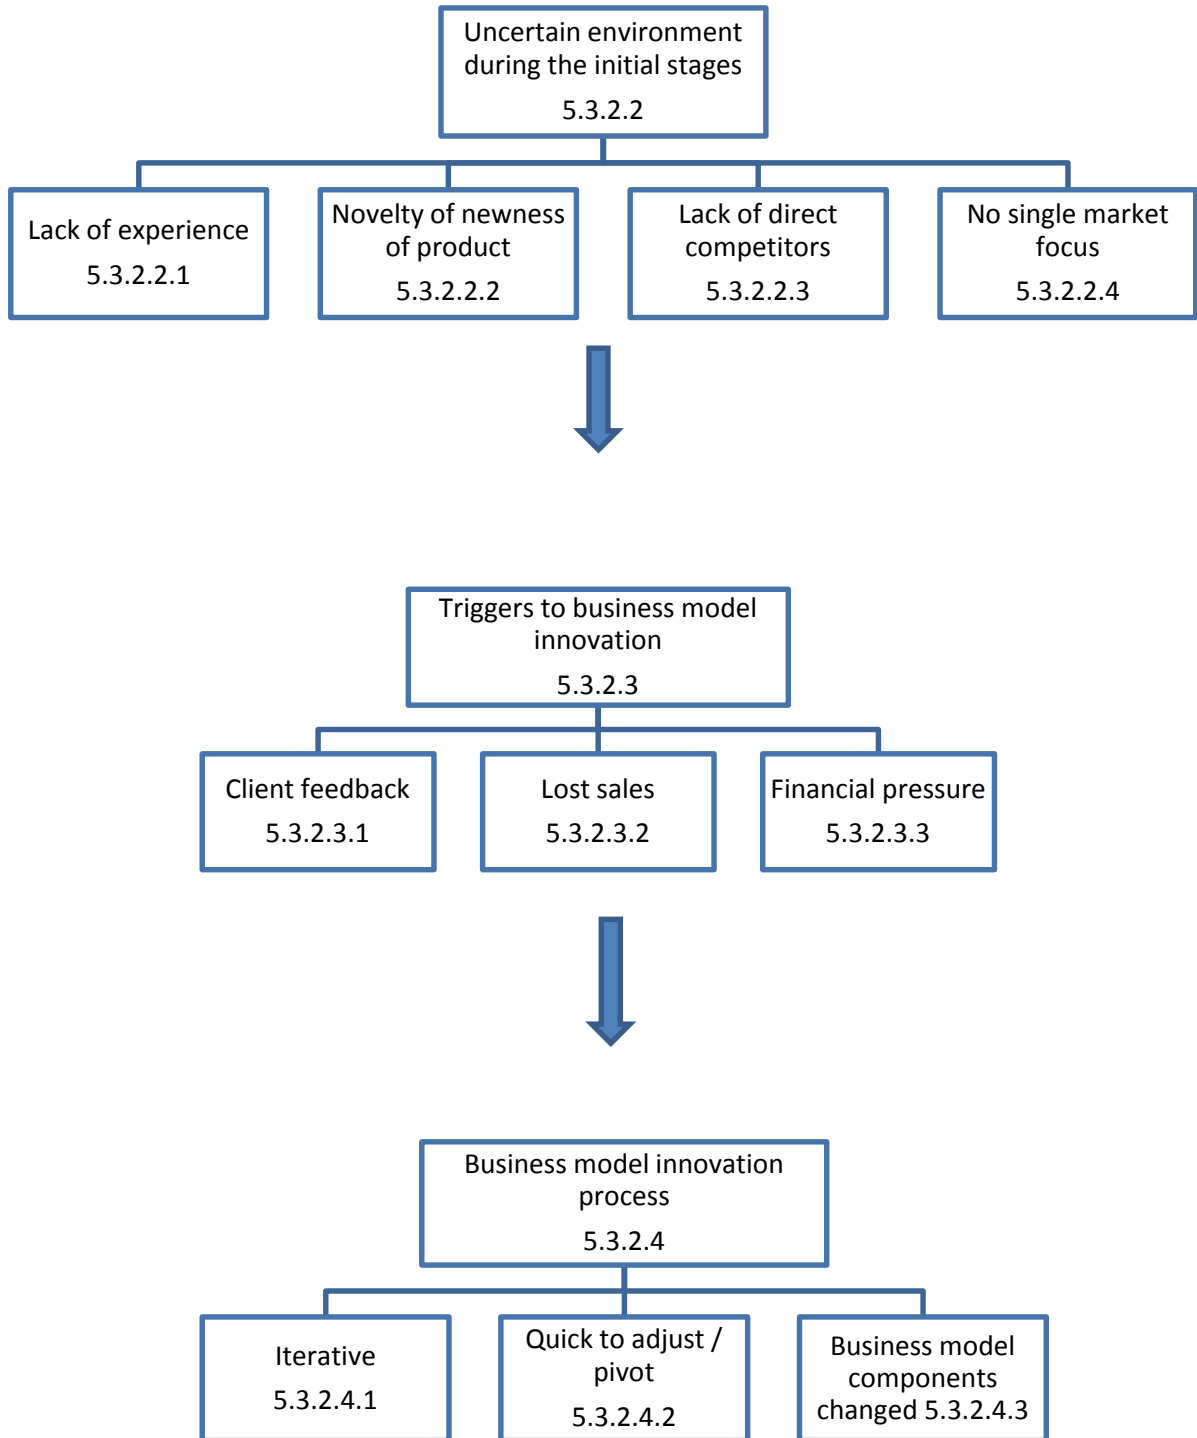 Uncertain environment
during the initial stages
5.3.2.2
Lack of experience
5.3.2.2.1
Novelty of newness
of product
5.3.2.2.2
Lack of direct
competitors
5.3.2.2.3
No single market
focus
5.3.2.2.4
Triggers to business model
innovation
5.3.2.3
Client feedback
5.3.2.3.1
Lost sales
5.3.2.3.2
Financial pressure
5.3.2.3.3
Business model innovation
process
5.3.2.4
Iterative
5.3.2.4.1
Quick to adjust /
pivot
5.3.2.4.2
Business model
components
changed 5.3.2.4.3